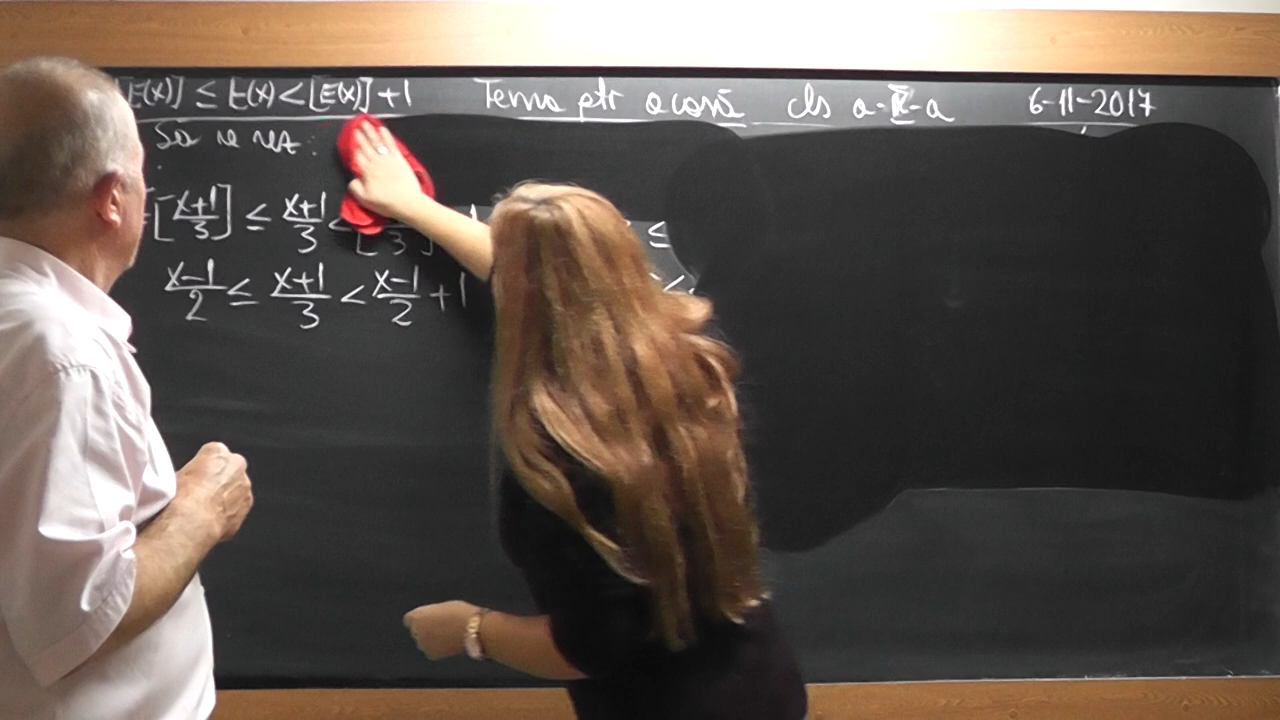 [E(x)] ≤ E(x) < [E(x)] + 1 Tema ptr acasă cls a-X-a 6-11-2017
Să se rez:
[x+1/3] ≤ x+1/3 < [ 3 ] ≤
x-1/2 ≤ x+1/3 < x-1/2 + 1 <